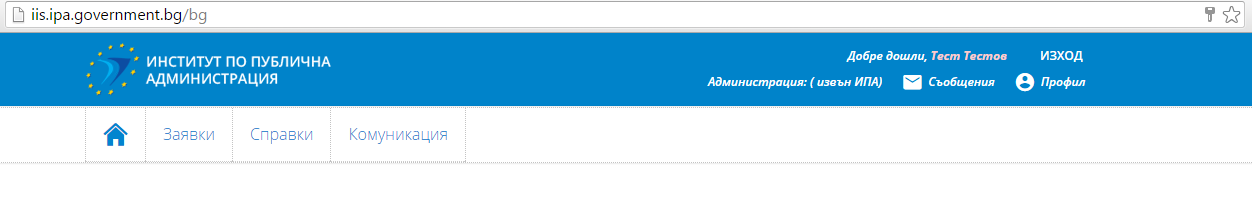 iis.ipa.government.bg/bg
ИНСТИТУТ ПО ПУБЛИЧНА
АДМИНИСТРАЦИЯ
Добре дошли, Тест Тестов ИЗХОД
Администрация: ( извън ИПА) Съобщения Профил
Заявки Справки Комуникация